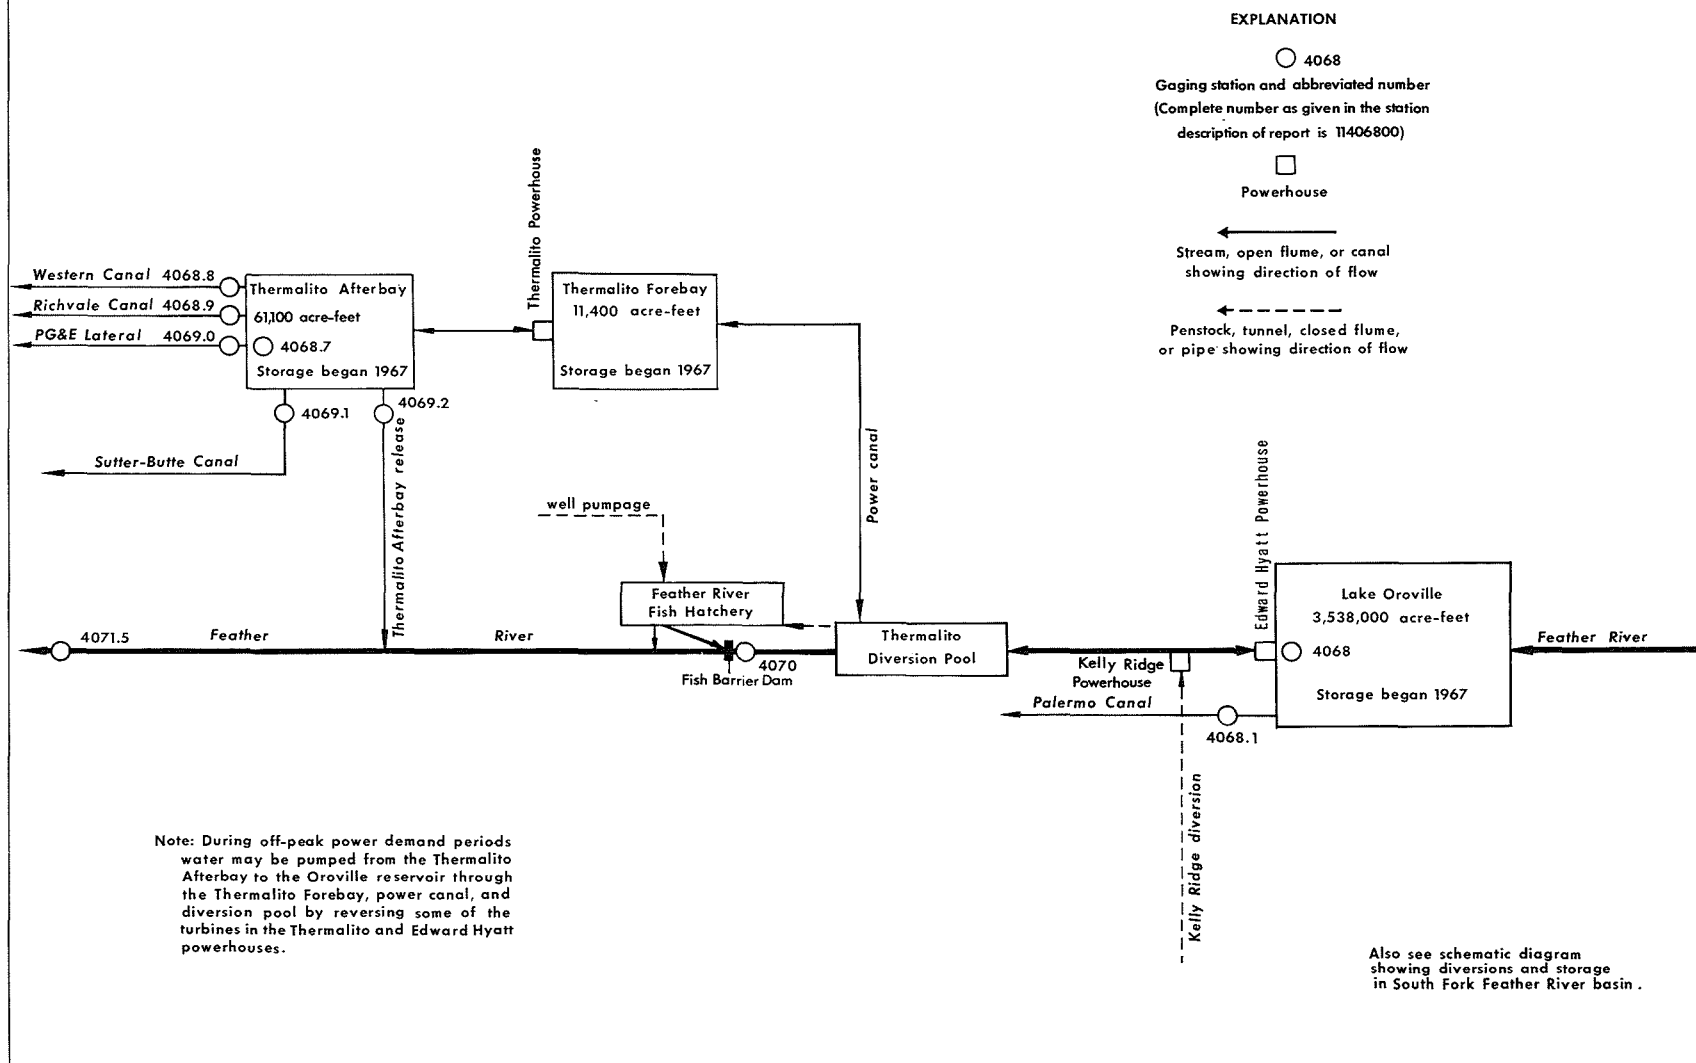 EXPLANATION
4068
Gaging station and abbreviated number
(Complete number as given in the station
description of report is 11406800)
Powerhouse
Stream, open flume, or canal
showing direction of flow
Penstock, tunnel, closed flume,
or pipe showing direction of flow
Thermalito Powerhouse
Western Canal 4068.8
Richvale Canal 4068.9
PG&E Lateral 4069.0
Thermalito Afterbay
61,100 acre-feet
4068.7
Storage began 1967
Thermalito Forebay
11,400 acre-feet
Storage began 1967
4069.1
4069.2
Sutter-Butte Canal
Thermalito Afterbay release
Power canal
well pumpage
Feather River
Fish Hatchery
Edward Hyatt Powerhouse
Lake Oroville
3,538,000 acre-feet
4068
Storage began 1967
Feather River
4071.5
Feather River
4070
Fish Barrier Dam
Thermalito
Diversion Pool
Kelly Ridge
Powerhouse
Palermo Canal
4068.1
Kelly Ridge diversion
Note: During off-peak power demand periods
water may be pumped from the Thermalito
Afterbay to the Oroville reservoir through
the Thermalito Forebay, power canal, and
diversion pool by reversing some of the
turbines in the Thermalito and Edward Hyatt
powerhouses.
Also see schematic diagram
showing diversions and storage
in South Fork Feather River basin.